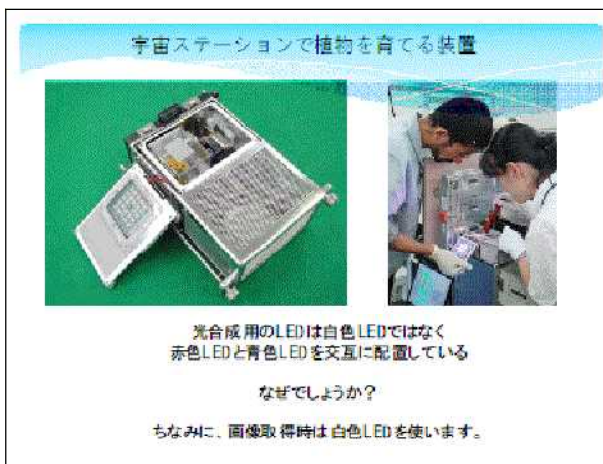 宇宙ステーションで植物を育てる装置
光合成用のLEDは白色LEDではなく
赤色LEDと青色LEDを交互に配置している
なぜでしょうか？
ちなみに、画像取得時は白色LEDを使います。